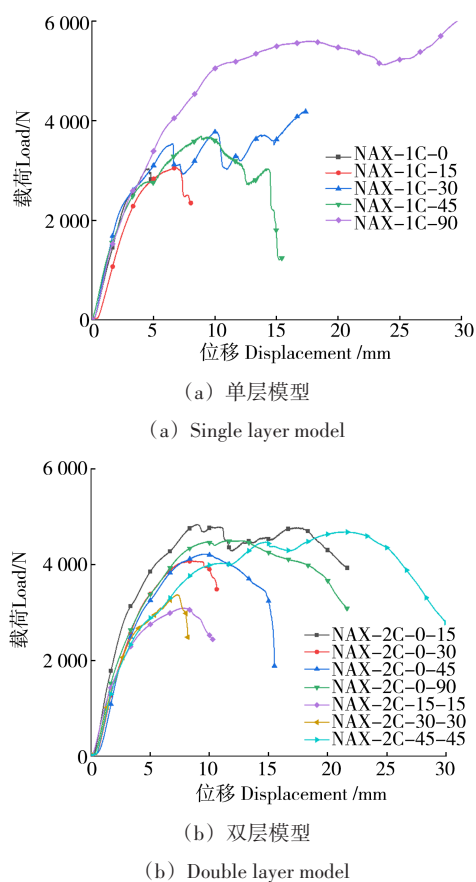 6 000
4 000
2 000
0
载荷Load/N
NAX-1C-0
NAX-1C-15
NAX-1C-30
NAX-1C-45
NAX-1C-90
0 5 10 15 20 25 30
位移 Displacement /mm
（a）单层模型
（a）Single layer model
6 000
4 000
2 000
0
载荷Load/N
NAX-2C-0-15
NAX-2C-0-30
NAX-2C-0-45
NAX-2C-0-90
NAX-2C-15-15
NAX-2C-30-30
NAX-2C-45-45
0 5 10 15 20 25 30
位移 Displacement /mm
（b）双层模型
（b）Double layer model